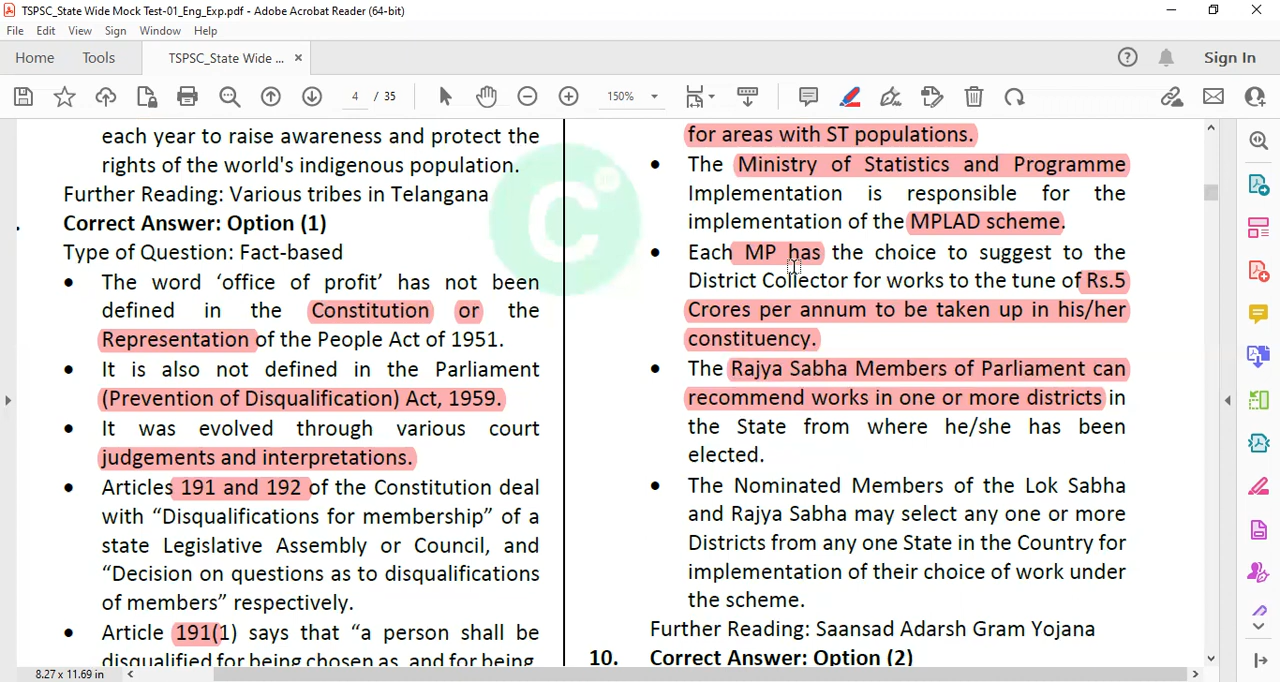 TSPSC_State Wide Mock Test-01_Eng_Exp.pdf - Adobe Acrobat Reader (64-bit)
File Edit View Sign Window Help
Home Tools TSPSC_State Wide ... × Sign In
4 / 35 150%
each year to raise awareness and protect the
rights of the world's indigenous population.
Further Reading: Various tribes in Telangana
. Correct Answer: Option (1)
Type of Question: Fact-based
• The word ‘office of profit’ has not been
defined in the Constitution or the
Representation of the People Act of 1951.
• It is also not defined in the Parliament
(Prevention of Disqualification) Act, 1959.
• It was evolved through various court
judgements and interpretations.
• Articles 191 and 192 of the Constitution deal
with “Disqualifications for membership” of a
state Legislative Assembly or Council, and
“Decision on questions as to disqualifications
of members” respectively.
• Article 191(1) says that “a person shall be
disqualified for being chosen as, and for being
for areas with ST populations.
• The Ministry of Statistics and Programme
Implementation is responsible for the
implementation of the MPLAD scheme.
• Each MP has the choice to suggest to the
District Collector for works to the tune of Rs.5
Crores per annum to be taken up in his/her
constituency.
• The Rajya Sabha Members of Parliament can
recommend works in one or more districts in
the State from where he/she has been
elected.
• The Nominated Members of the Lok Sabha
and Rajya Sabha may select any one or more
Districts from any one State in the Country for
implementation of their choice of work under
the scheme.
Further Reading: Saansad Adarsh Gram Yojana
10. Correct Answer: Option (2)
8.27 x 11.69 in